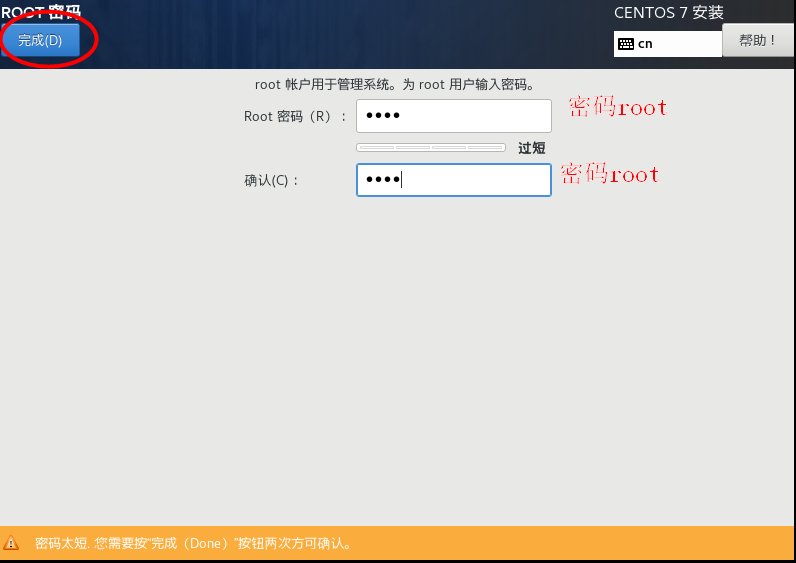 ROOT 密码
CENTOS 7 安装
完成(D)
cn
帮助！
root 帐户用于管理系统。为 root 用户输入密码。
Root 密码（R）：
●●●●
密码root
过短
确认(C)：
●●●●
密码root
密码太短. 您需要按“完成（Done）”按钮两次方可确认。